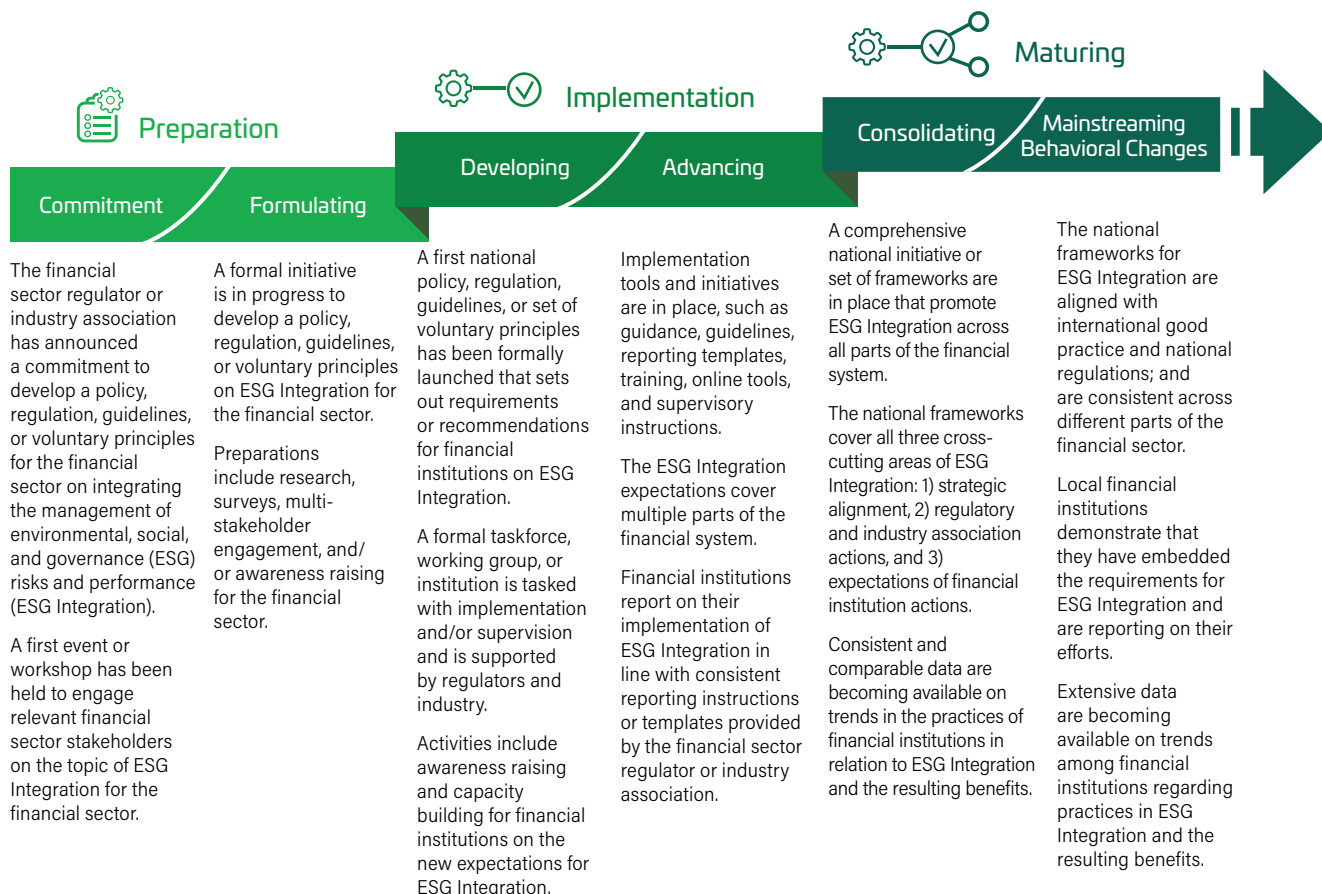 Preparation
Commitment
The financial
sector regulator or
industry association
has announced
a commitment to
develop a policy,
regulation, guidelines,
or voluntary principles
for the financial
sector on integrating
the management of
environmental, social,
and governance (ESG)
risks and performance
(ESG Integration).
A first event or
workshop has been
held to engage
relevant financial
sector stakeholders
on the topic of ESG
Integration for the
financial sector.
Formulating
A formal initiative
is in progress to
develop a policy,
regulation, guidelines,
or voluntary principles
on ESG Integration for
the financial sector.
Preparations
include research,
surveys, multi-
stakeholder
engagement, and/
or awareness raising
for the financial
sector.
Implementation
Developing
A first national
policy, regulation,
guidelines, or set of
voluntary principles
has been formally
launched that sets
out requirements
or recommendations
for financial
institutions on ESG
Integration.
A formal taskforce,
working group, or
institution is tasked
with implementation
and/or supervision
and is supported
by regulators and
industry.
Activities include
awareness raising
and capacity
building for financial
institutions on the
new expectations for
ESG Integration.
Advancing
Implementation
tools and initiatives
are in place, such as
guidance, guidelines,
reporting templates,
training, online tools,
and supervisory
instructions.
The ESG Integration
expectations cover
multiple parts of the
financial system.
Financial institutions
report on their
implementation of
ESG Integration in
line with consistent
reporting instructions
or templates provided
by the financial sector
regulator or industry
association.
Maturing
Consolidating
A comprehensive
national initiative or
set of frameworks are
in place that promote
ESG Integration across
all parts of the financial
system.
The national frameworks
cover all three cross-
cutting areas of ESG
Integration: 1) strategic
alignment, 2) regulatory
and industry association
actions, and 3)
expectations of financial
institution actions.
Consistent and
comparable data are
becoming available on
trends in the practices of
financial institutions in
relation to ESG Integration
and the resulting benefits.
Mainstreaming
Behavioral Changes
The national
frameworks for
ESG Integration are
aligned with
international good
practice and national
regulations; and
are consistent across
different parts of the
financial sector.
Local financial
institutions
demonstrate that
they have embedded
the requirements for
ESG Integration and
are reporting on their
efforts.
Extensive data
are becoming
available on trends
among financial
institutions regarding
practices in ESG
Integration and the
resulting benefits.